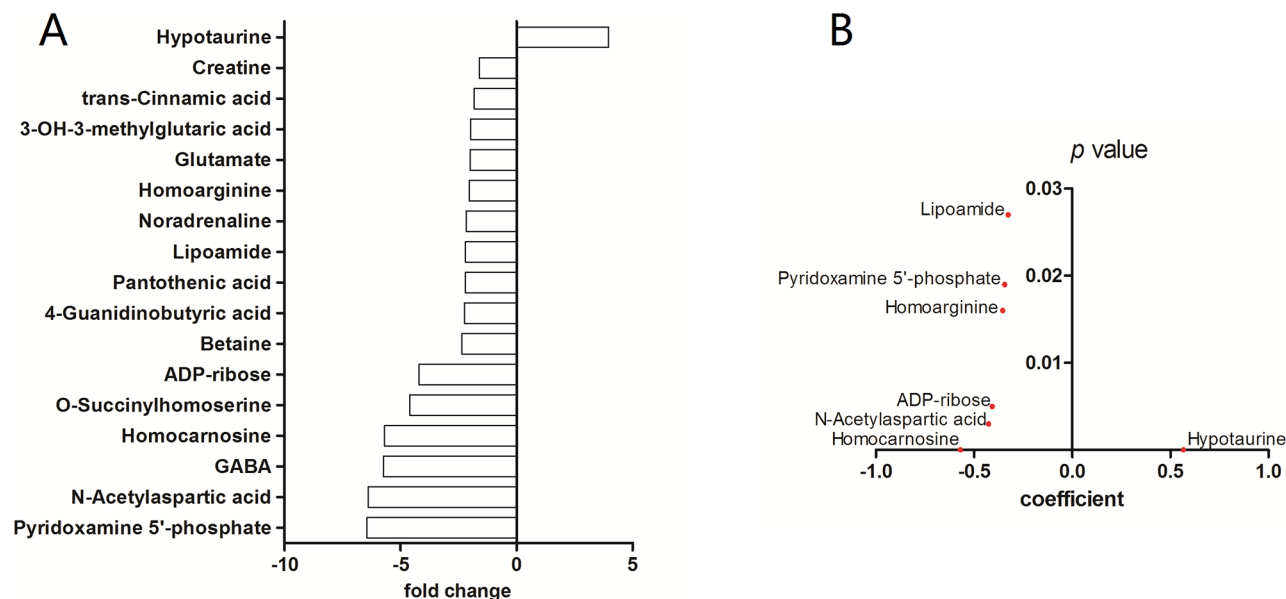 A
Hypotaurine
Creatine
trans-Cinnamic acid
3-OH-3-methylglutaric acid
Glutamate
Homoarginine
Noradrenaline
Lipoamide
Pantothenic acid
4-Guanidinobutyric acid
Betaine
ADP-ribose
O-Succinylhomoserine
Homocarnosine
GABA
N-Acetylaspartic acid
Pyridoxamine 5'-phosphate
-10 -5 0 5
fold change
B
p value
0.03
Lipoamide
0.02
Pyridoxamine 5'-phosphate
Homoarginine
0.01
ADP-ribose
N-Acetylaspartic acid
Homocarnosine
Hypotaurine
-1.0 -0.5 0.0 0.5 1.0
coefficient